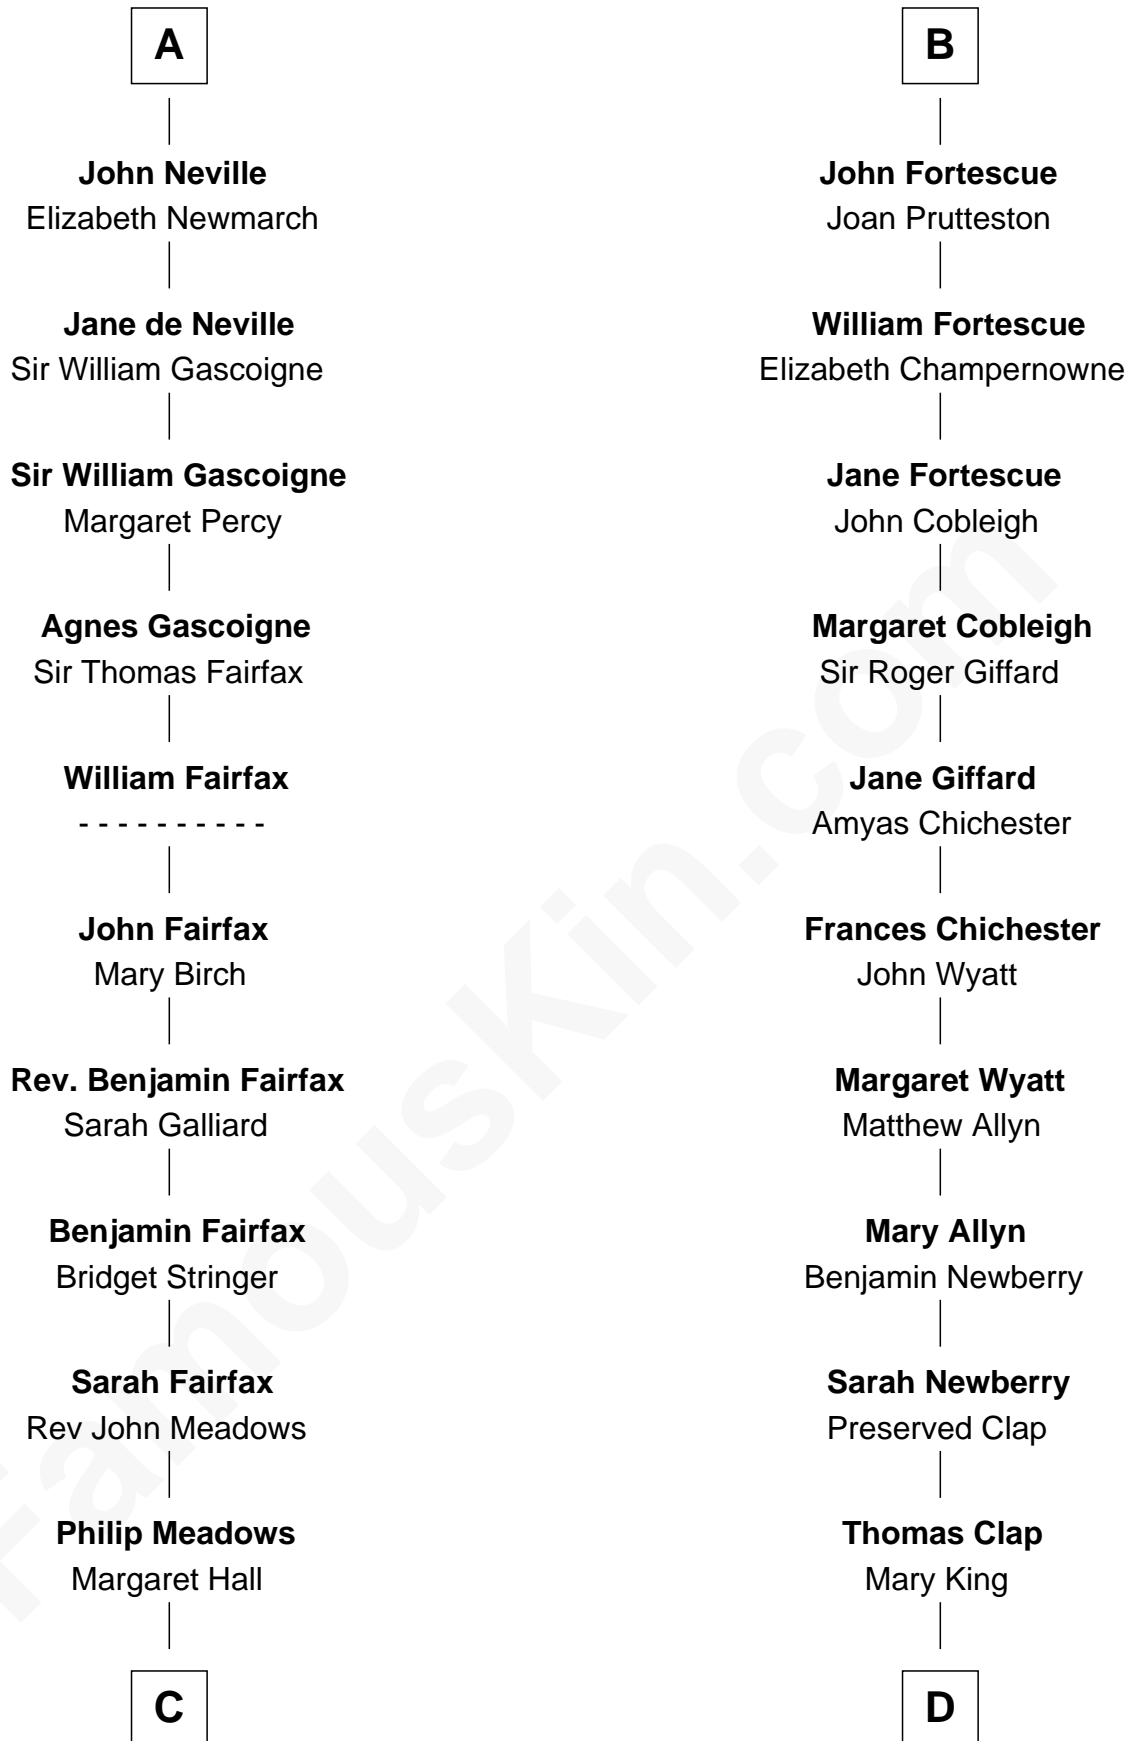 A
John Neville
Elizabeth Newmarch
Jane de Neville
Sir William Gascoigne
Sir William Gascoigne
Margaret Percy
Agnes Gascoigne
Sir Thomas Fairfax
William Fairfax
- - - - - - - - - -
John Fairfax
Mary Birch
Rev. Benjamin Fairfax
Sarah Galliard
Benjamin Fairfax
Bridget Stringer
Sarah Fairfax
Rev John Meadows
Philip Meadows
Margaret Hall
C
B
John Fortescue
Joan Prutteston
William Fortescue
Elizabeth Champernowne
Jane Fortescue
John Cobleigh
Margaret Cobleigh
Sir Roger Giffard
Jane Giffard
Amyas Chichester
Frances Chichester
John Wyatt
Margaret Wyatt
Matthew Allyn
Mary Allyn
Benjamin Newberry
Sarah Newberry
Preserved Clap
Thomas Clap
Mary King
D
FamousKin.com